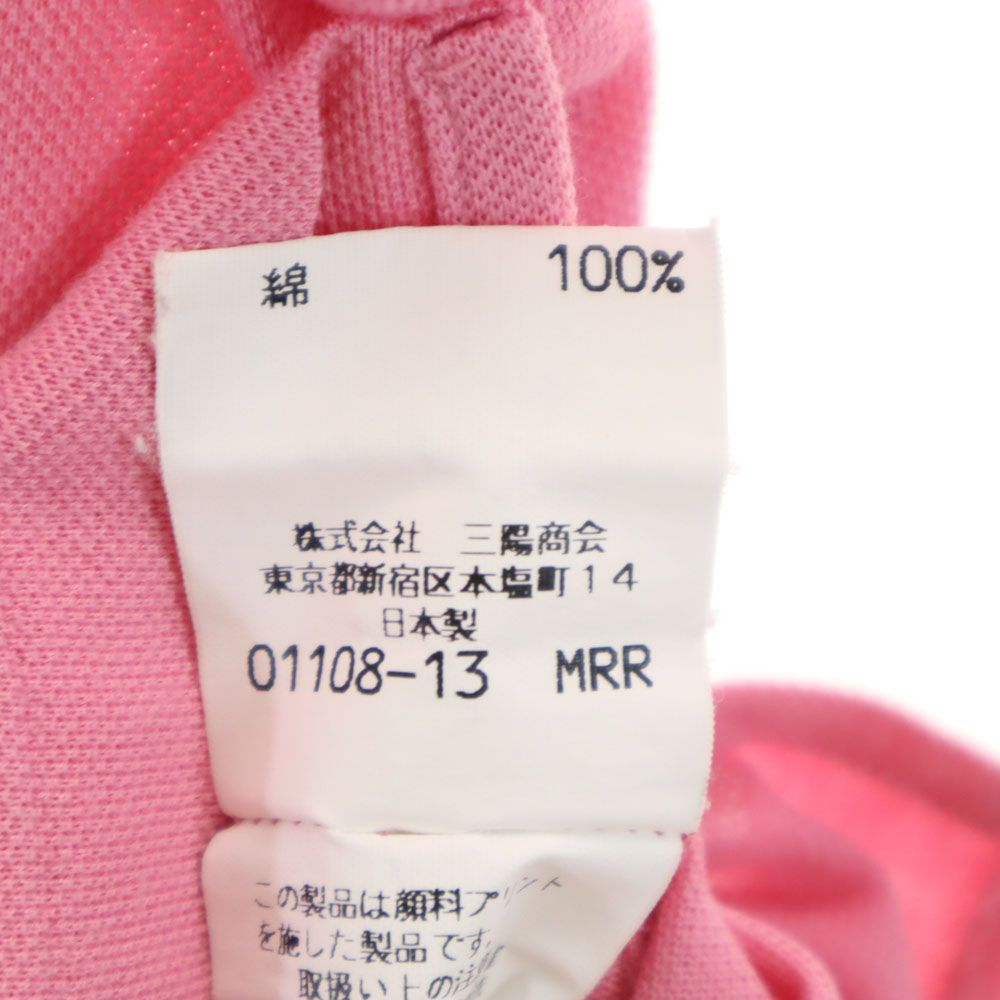 綿 100%
株式会社 三陽商会
東京都新宿区本塩町14
日本製
01108-13 MRR
この製品は顔料プリント
を施した製品です
取扱い上の注意